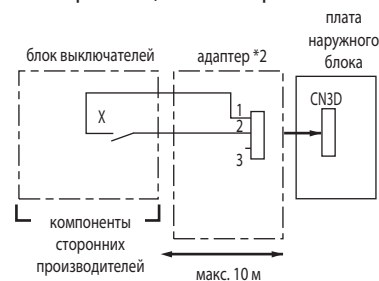 плата
наружного
блока
блок выключателей
адаптер *2
CN3D
X
1
2
3
компоненты
сторонних
производителей
макс. 10 м